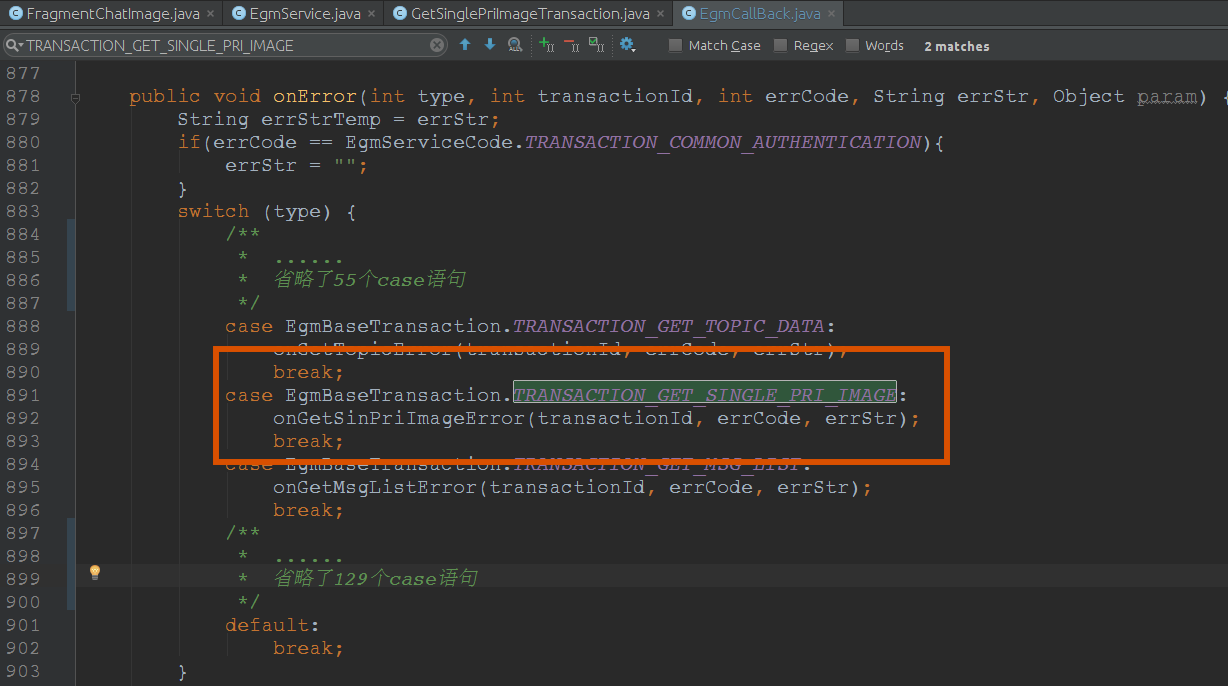 FragmentChatImage.java × EgmService.java × GetSinglePriImageTransaction.java × EgmCallBack.java ×
TRANSACTION_GET_SINGLE_PRI_IMAGE Match Case Regex Words 2 matches
877
878 public void onError(int type, int transactionId, int errCode, String errStr, Object param) {
879 String errStrTemp = errStr;
880 if(errCode == EgmServiceCode.TRANSACTION_COMMON_AUTHENTICATION){
881 errStr = "";
882 }
883 switch (type) {
884 /**
885 * ......
886 * 省略了55个case语句
887 */
888 case EgmBaseTransaction.TRANSACTION_GET_TOPIC_DATA:
889 onGetTopicError(transactionId, errCode, errStr);
890 break;
891 case EgmBaseTransaction.TRANSACTION_GET_SINGLE_PRI_IMAGE:
892 onGetSinPriImageError(transactionId, errCode, errStr);
893 break;
894 case EgmBaseTransaction.TRANSACTION_GET_MSG_LIST:
895 onGetMsgListError(transactionId, errCode, errStr);
896 break;
897 /**
898 * ......
899 * 省略了129个case语句
900 */
901 default:
902 break;
903 }